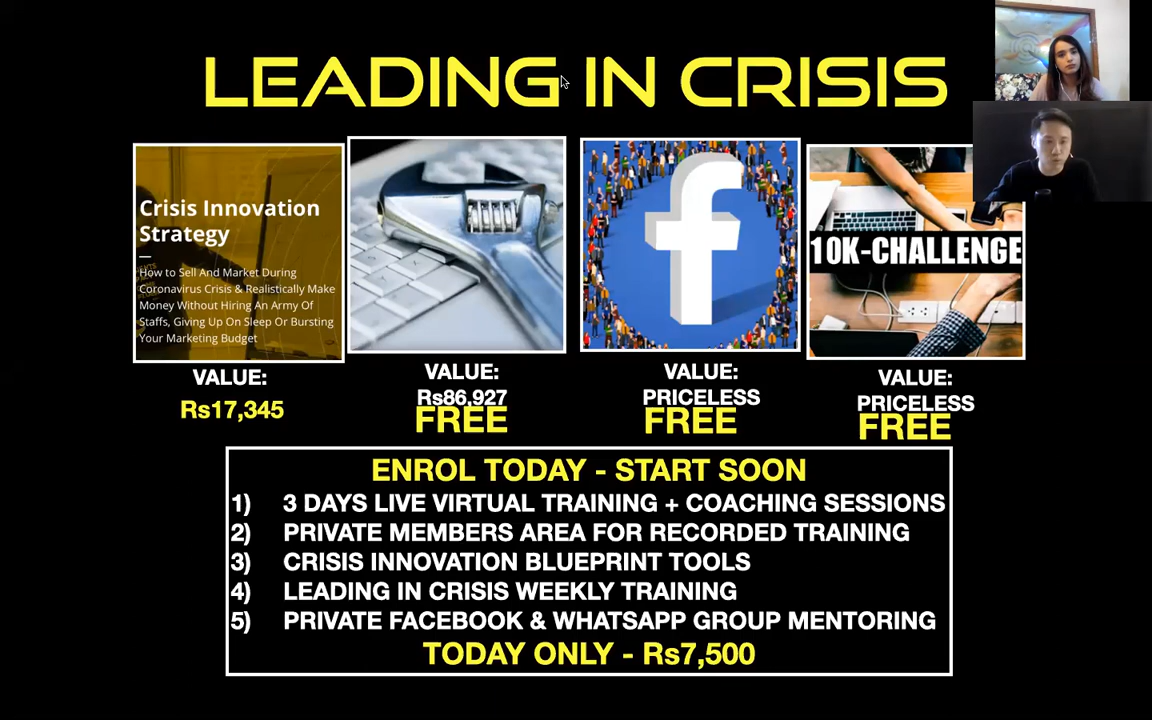 LEADING IN CRISIS
Crisis Innovation
Strategy
How to Sell And Market During
Coronavirus Crisis & Realistically Make
Money Without Hiring An Army Of
Staffs, Giving Up On Sleep Or Bursting
Your Marketing Budget
10K-CHALLENGE
VALUE:
Rs17,345
VALUE:
Rs86,927
FREE
VALUE:
PRICELESS
FREE
VALUE:
PRICELESS
FREE
ENROL TODAY - START SOON
1) 3 DAYS LIVE VIRTUAL TRAINING + COACHING SESSIONS
2) PRIVATE MEMBERS AREA FOR RECORDED TRAINING
3) CRISIS INNOVATION BLUEPRINT TOOLS
4) LEADING IN CRISIS WEEKLY TRAINING
5) PRIVATE FACEBOOK & WHATSAPP GROUP MENTORING
TODAY ONLY - Rs7,500